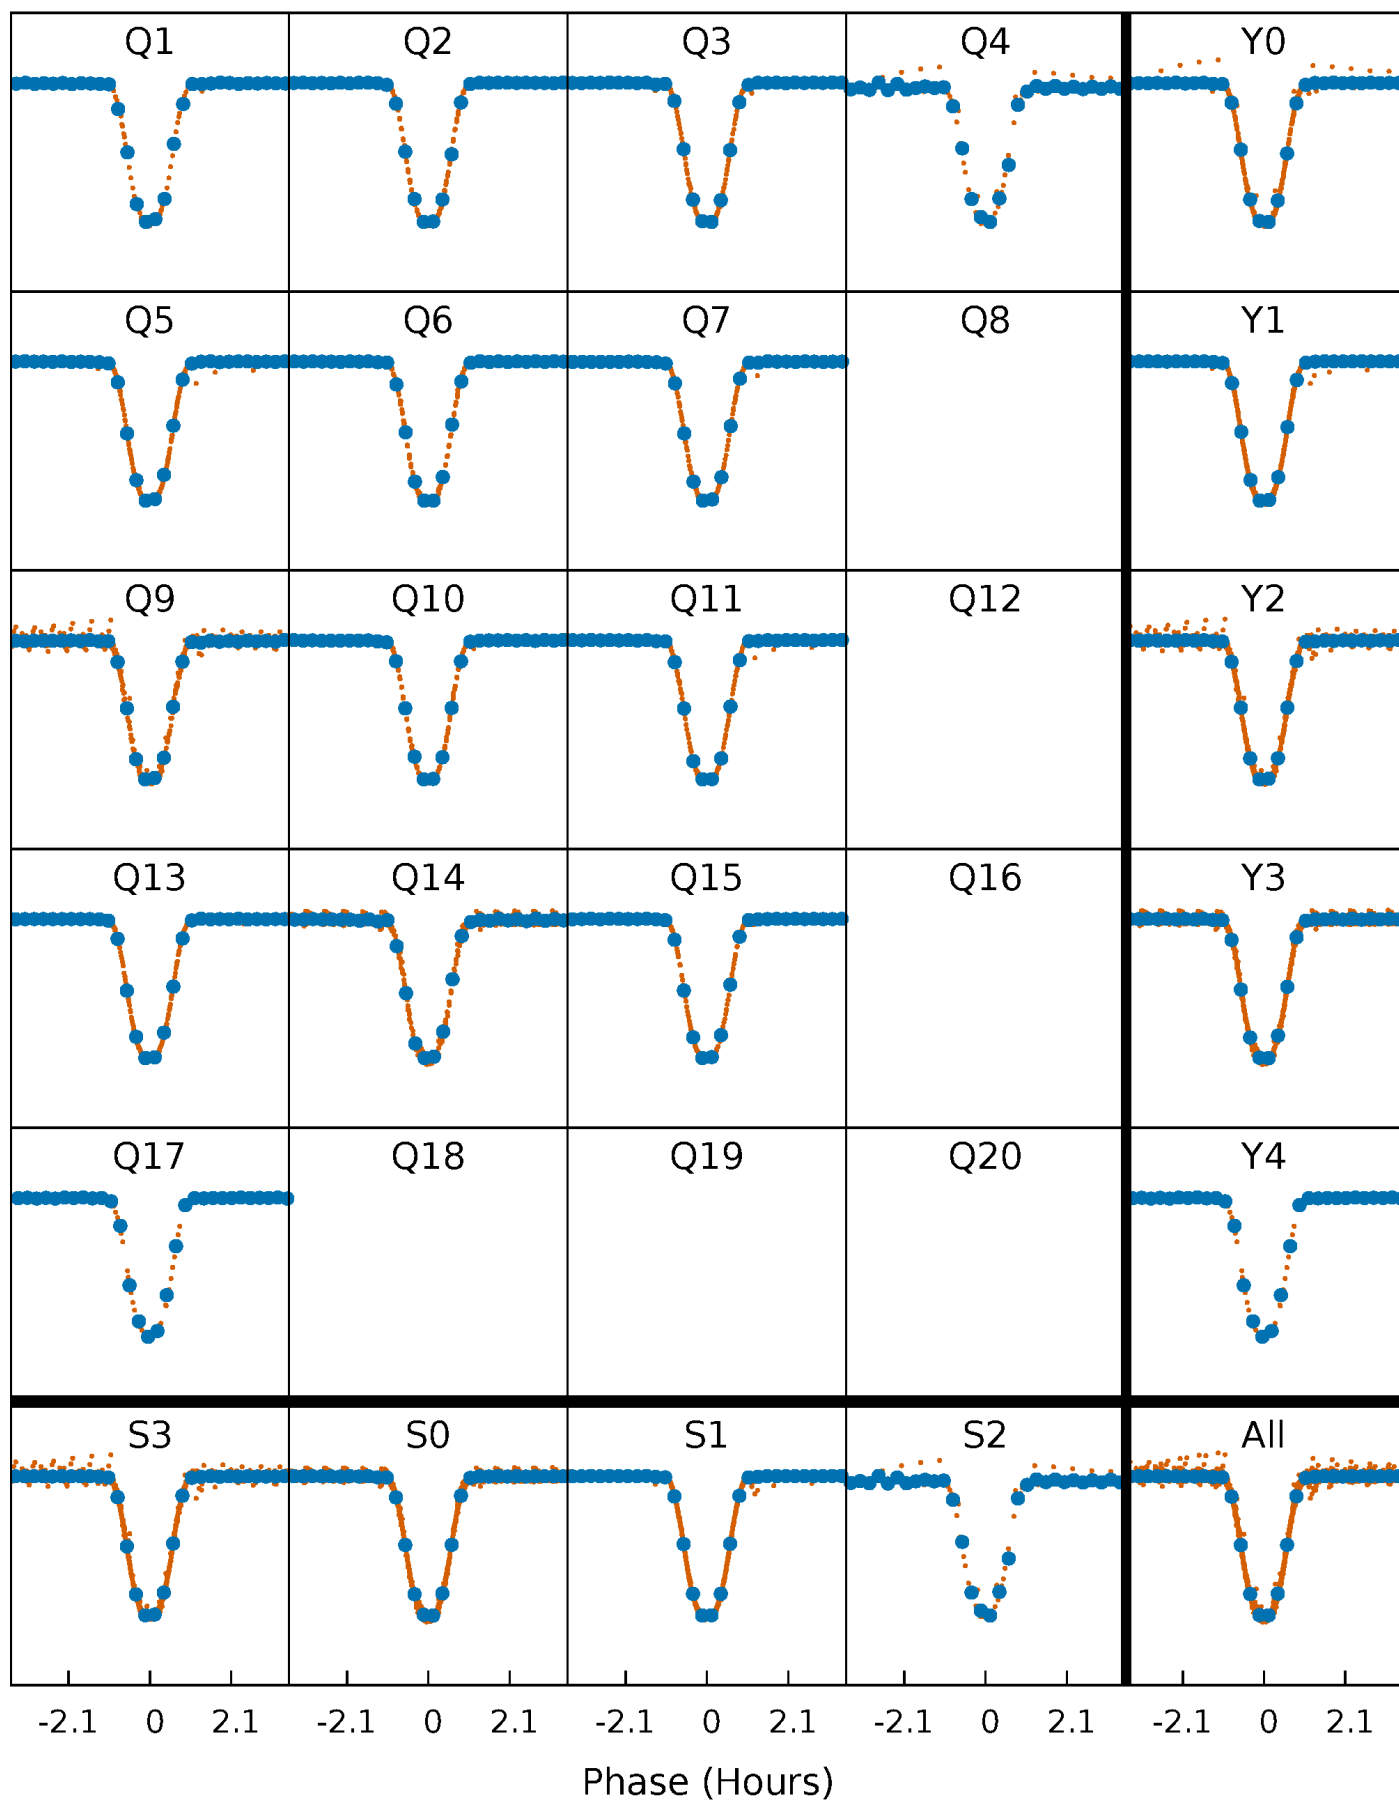 Q1 Q2 Q3 Q4 Y0
Q5 Q6 Q7 Q8 Y1
Q9 Q10 Q11 Q12 Y2
Q13 Q14 Q15 Q16 Y3
Q17 Q18 Q19 Q20 Y4
S3 S0 S1 S2 All
-2.1 0 2.1 -2.1 0 2.1 -2.1 0 2.1 -2.1 0 2.1 -2.1 0 2.1
Phase (Hours)